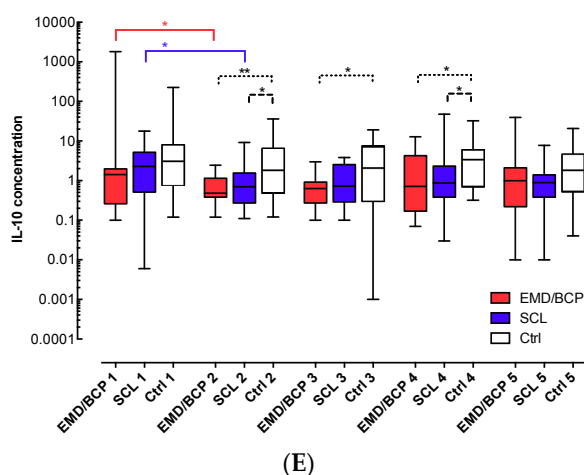 *
*
**
*
*
*
*
10000
1000
100
10
1
0.1
0.01
0.001
0.0001
IL-10 concentration
EMD/BCP
SCL
Ctrl
EMD/BCP 1
SCL 1
Ctrl 1
EMD/BCP 2
SCL 2
Ctrl 2
EMD/BCP 3
SCL 3
Ctrl 3
EMD/BCP 4
SCL 4
Ctrl 4
EMD/BCP 5
SCL 5
Ctrl 5
(E)